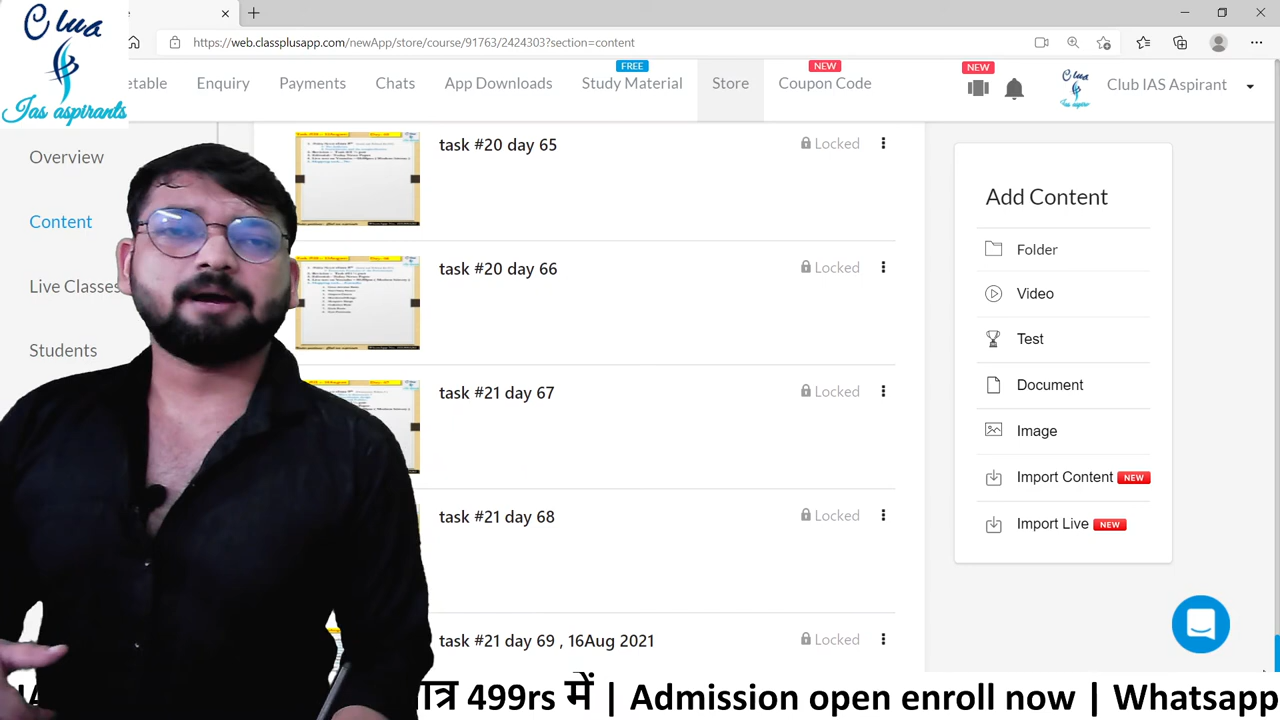 Club
Ias aspirants
https://web.classplusapp.com/newApp/store/course/91763/2424303?section=content
Enquiry
Payments
Chats
App Downloads
FREE
Study Material
Store
NEW
Coupon Code
NEW
Club IAS Aspirant
Overview
Content
Live Classes
Students
task #20 day 65
Locked
task #20 day 66
Locked
task #21 day 67
Locked
task #21 day 68
Locked
task #21 day 69 , 16Aug 2021
Locked
Add Content
Folder
Video
Test
Document
Image
Import Content NEW
Import Live NEW
499rs में | Admission open enroll now | Whatsapp